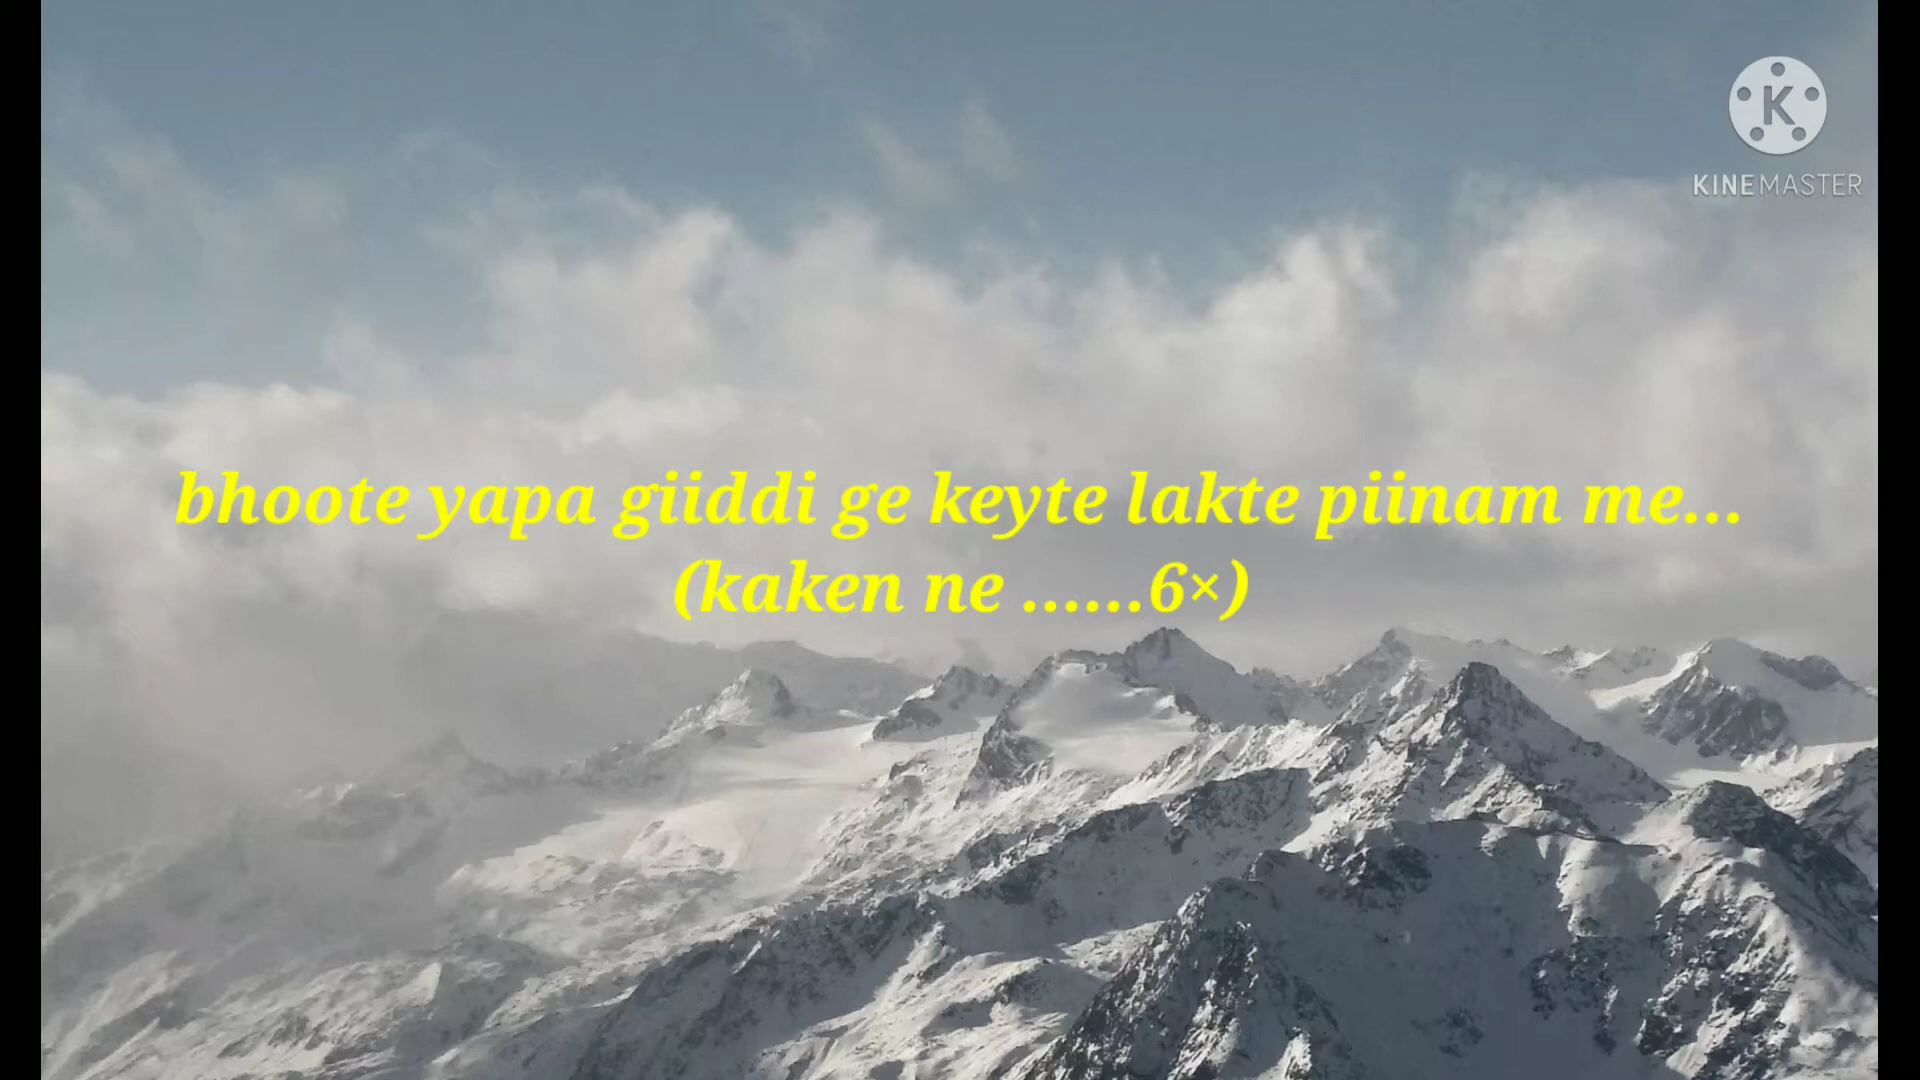 K
KINEMASTER
bhoote yapa giiddi ge keyte lakte piinam me...
(kaken ne ......6×)